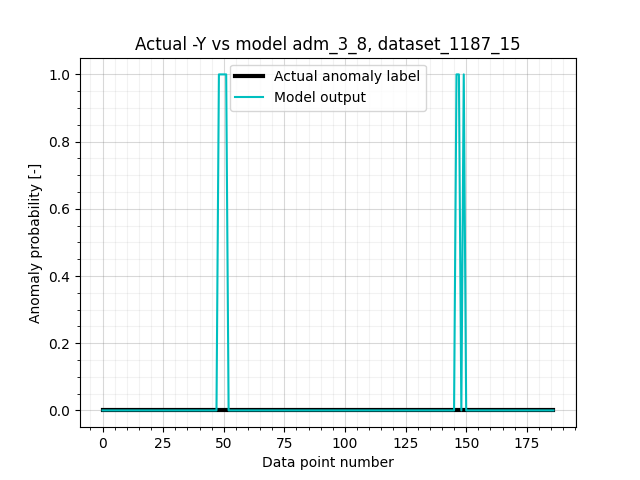 Actual -Y vs model adm_3_8, dataset_1187_15
Actual anomaly label
Model output
Anomaly probability [-]
1.0
0.8
0.6
0.4
0.2
0.0
0 25 50 75 100 125 150 175
Data point number